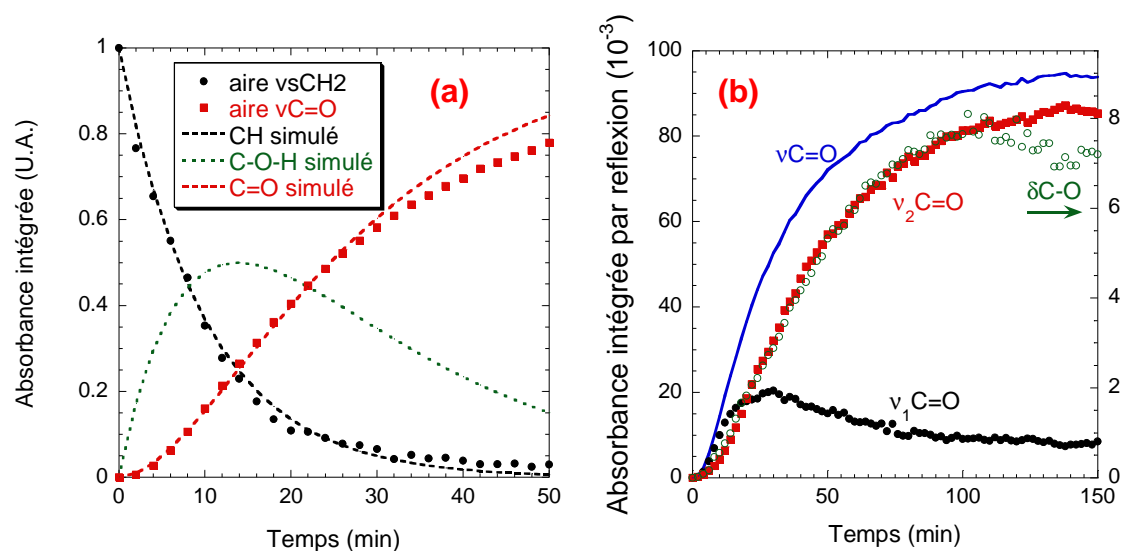 Absorbance intégrée (U.A.)
1
0.8
0.6
0.4
0.2
0
0
10
20
30
40
50
Temps (min)
(a)
aire vsCH2
aire νC=O
CH simulé
C-O-H simulé
C=O simulé
Absorbance intégrée par reflexion (10⁻³)
100
80
60
40
20
0
0
50
100
150
Temps (min)
(b)
νC=O
ν₂C=O
δC-O
ν₁C=O
8
6
4
2
0